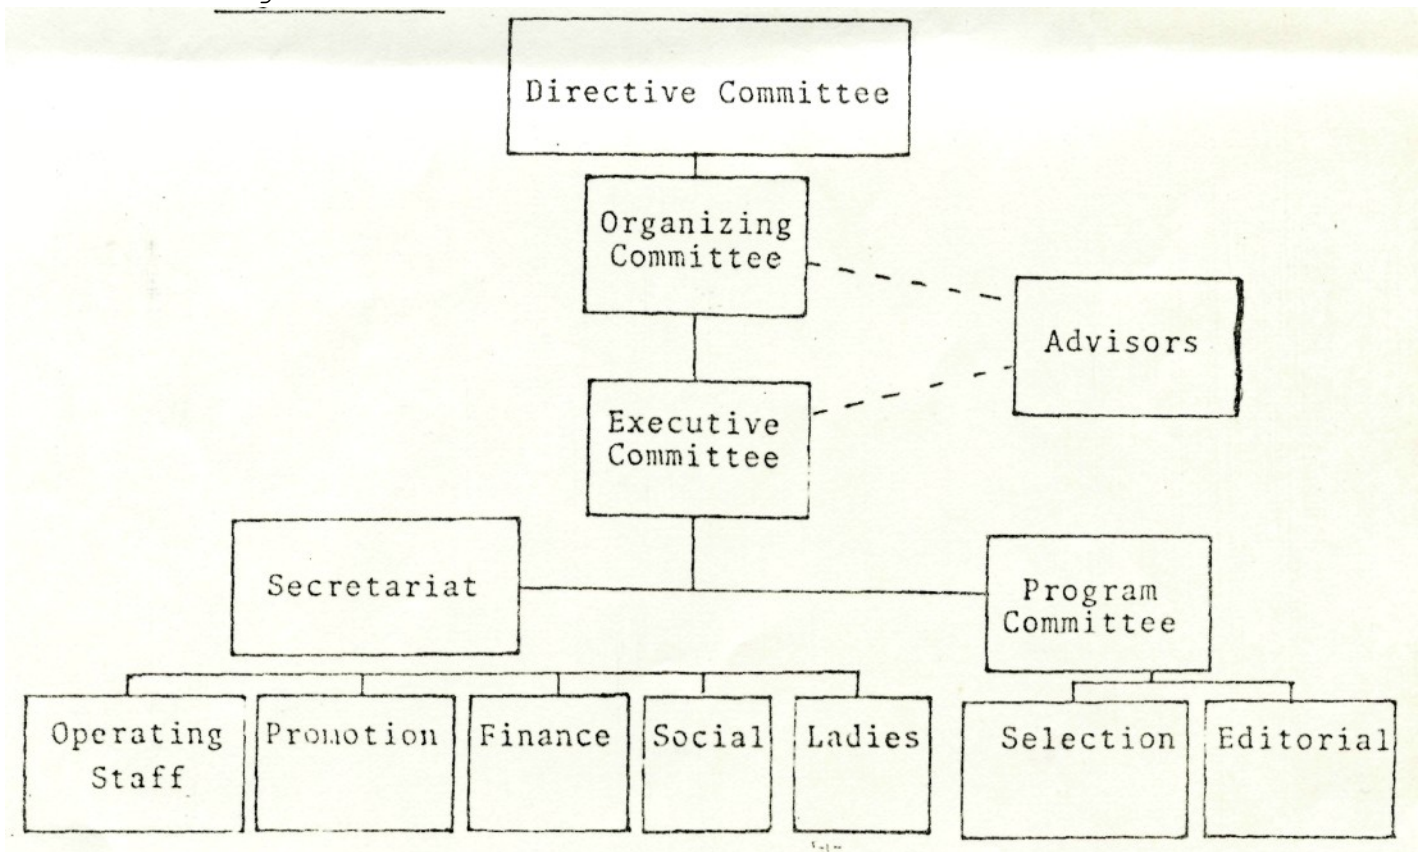 Directive Committee
Organizing
Committee
Advisors
Executive
Committee
Secretariat
Program
Committee
Operating
Staff
Promotion
Finance
Social
Ladies
Selection
Editorial